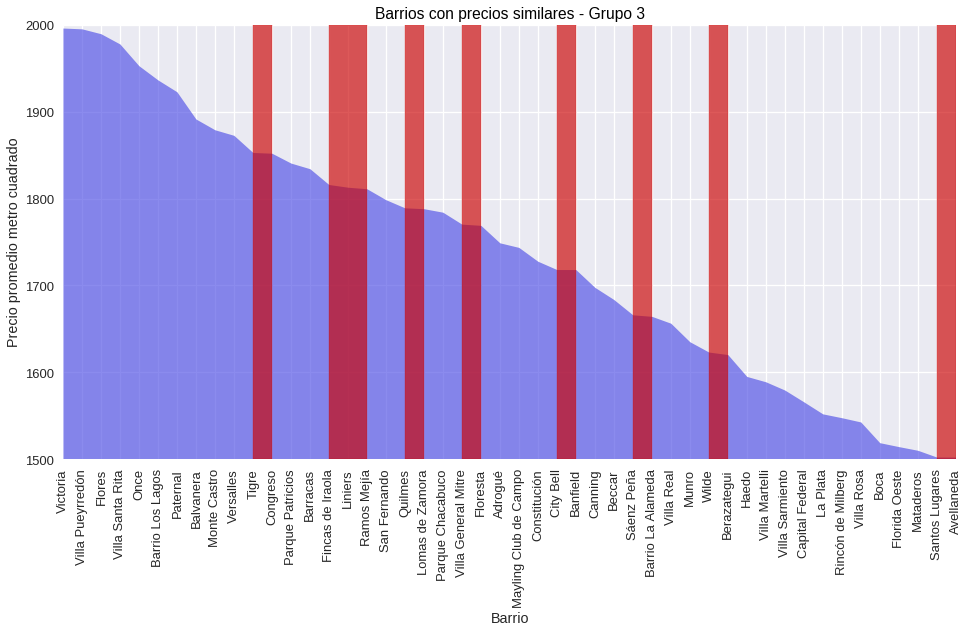 Barrios con precios similares - Grupo 3
Precio promedio metro cuadrado
2000
1900
1800
1700
1600
1500
Victoria
Villa Pueyrredón
Flores
Villa Santa Rita
Once
Barrio Los Lagos
Paternal
Balvanera
Monte Castro
Versalles
Tigre
Congreso
Parque Patricios
Barracas
Fincas de Iraola
Liniers
Ramos Mejía
San Fernando
Quilmes
Lomas de Zamora
Parque Chacabuco
Villa General Mitre
Floresta
Adrogué
Mayling Club de Campo
Constitución
City Bell
Banfield
Canning
Beccar
Sáenz Peña
Barrio La Alameda
Villa Real
Munro
Wilde
Berazategui
Haedo
Villa Martelli
Villa Sarmiento
Capital Federal
La Plata
Rincón de Milberg
Villa Rosa
Boca
Florida Oeste
Mataderos
Santos Lugares
Avellaneda
Barrio